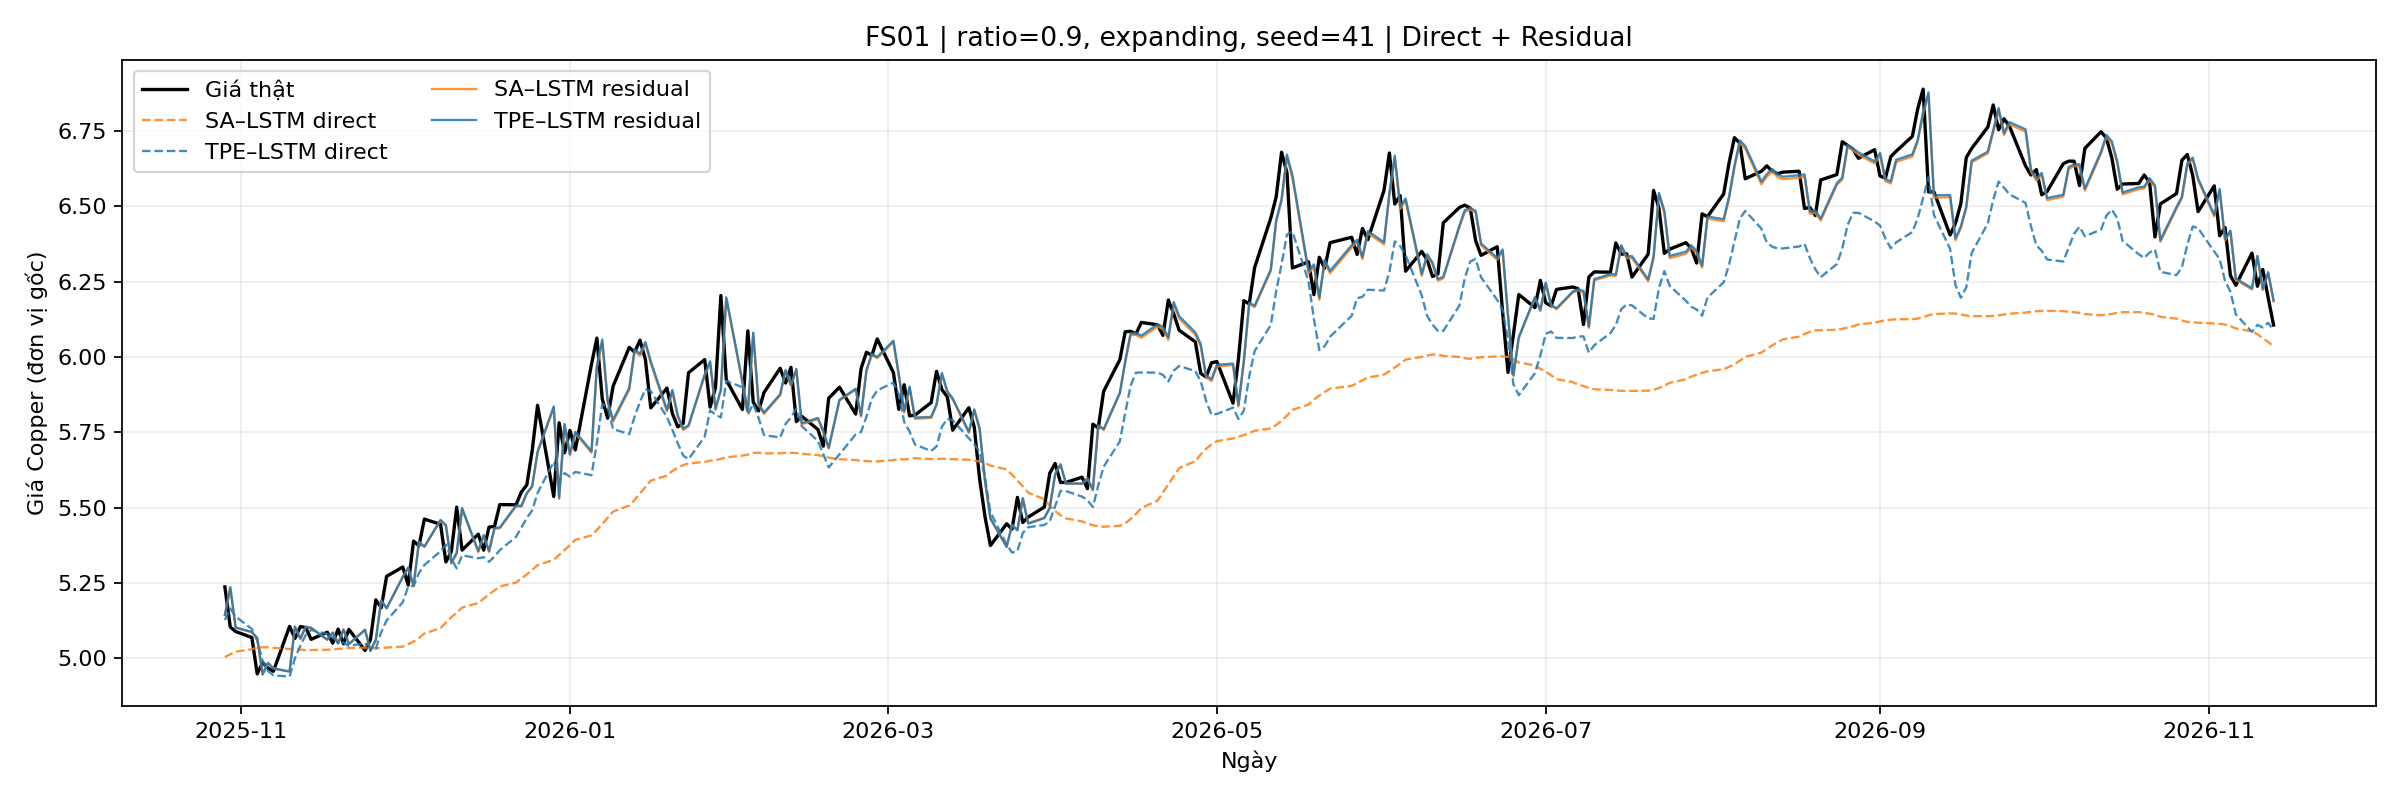 FS01 | ratio=0.9, expanding, seed=41 | Direct + Residual
Giá thật
SA–LSTM direct
TPE–LSTM direct
SA–LSTM residual
TPE–LSTM residual
Giá Copper (đơn vị gốc)
6.75
6.50
6.25
6.00
5.75
5.50
5.25
5.00
2025-11
2026-01
2026-03
2026-05
2026-07
2026-09
2026-11
Ngày